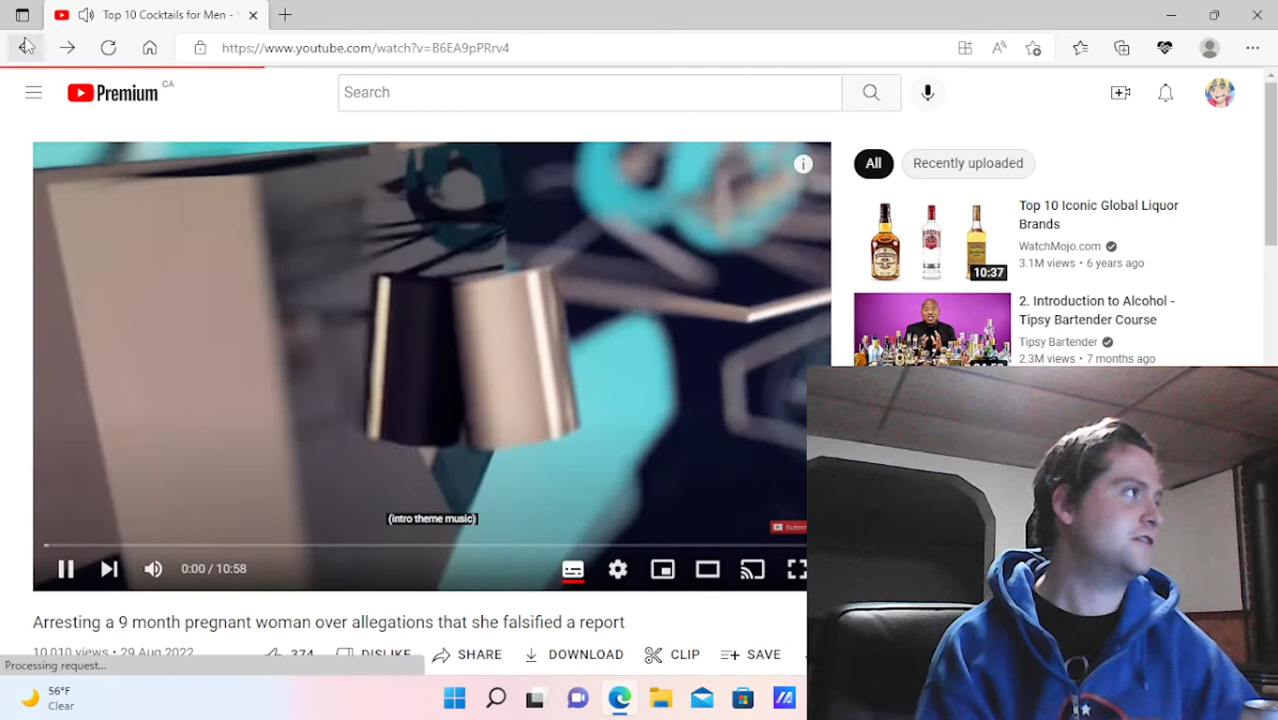 Top 10 Cocktails for Men -
https://www.youtube.com/watch?v=B6EA9pPRrv4
Premium CA
Search
All
Recently uploaded
Top 10 Iconic Global Liquor
Brands
WatchMojo.com
3.1M views • 6 years ago
10:37
2. Introduction to Alcohol -
Tipsy Bartender Course
Tipsy Bartender
2.3M views • 7 months ago
(intro theme music)
0:00 / 10:58
Arresting a 9 month pregnant woman over allegations that she falsified a report
10,010 views • 29 Aug 2022
374
DISLIKE
SHARE
DOWNLOAD
CLIP
SAVE
Processing request...
56°F
Clear